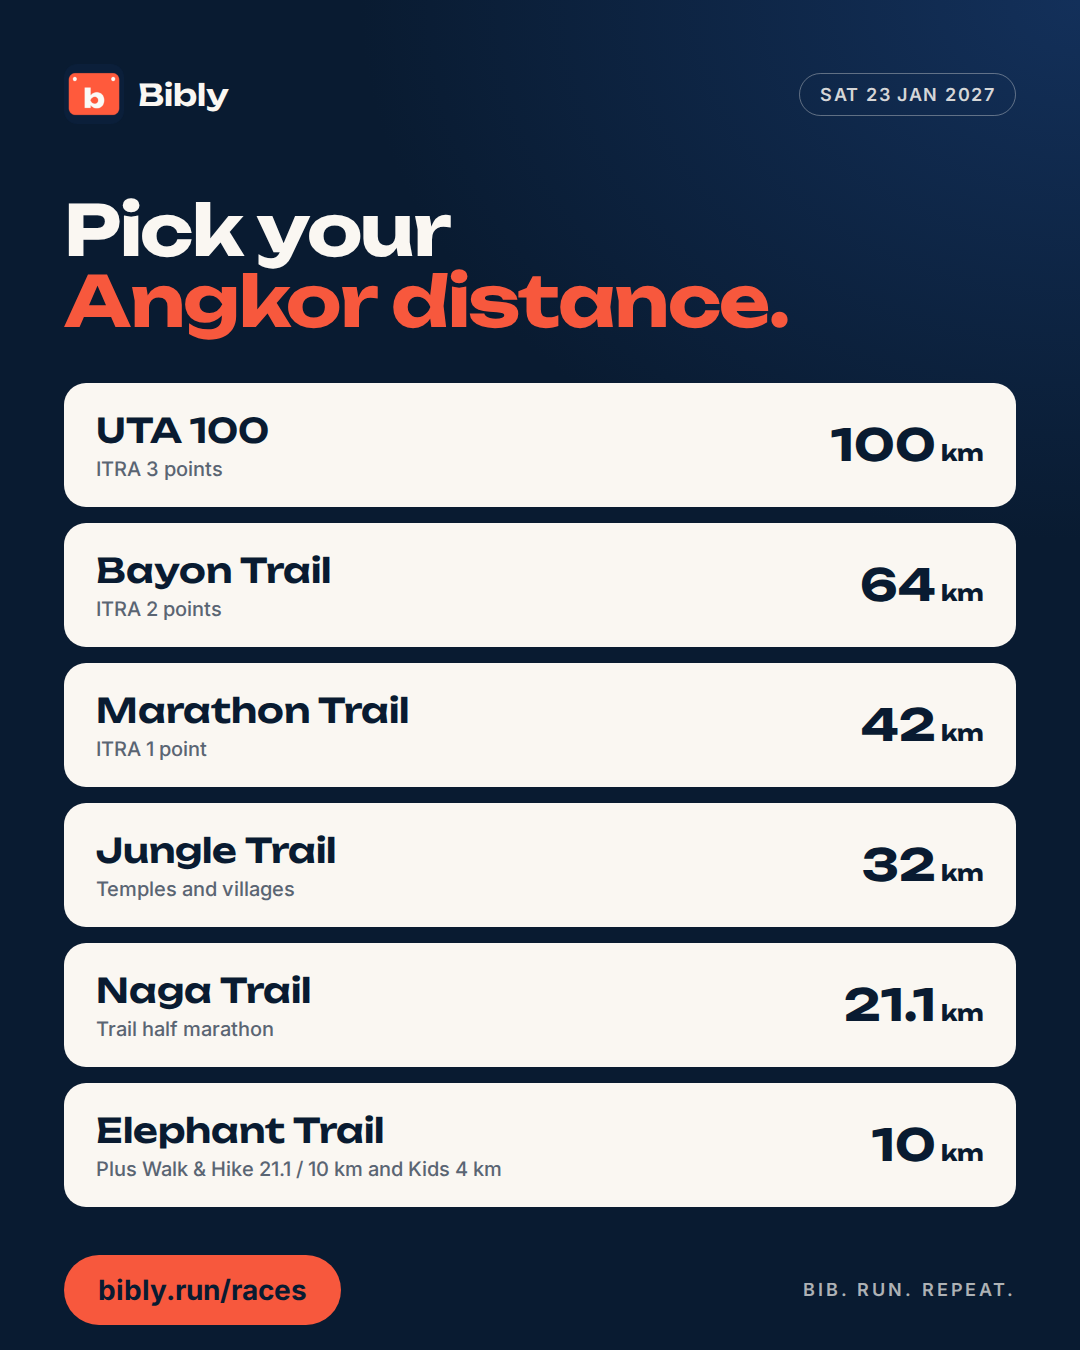 b
Bibly
SAT 23 JAN 2027
Pick your
Angkor distance.
UTA 100
ITRA 3 points
100 km
Bayon Trail
ITRA 2 points
64 km
Marathon Trail
ITRA 1 point
42 km
Jungle Trail
Temples and villages
32 km
Naga Trail
Trail half marathon
21.1 km
Elephant Trail
Plus Walk & Hike 21.1 / 10 km and Kids 4 km
10 km
bibly.run/races
BIB. RUN. REPEAT.